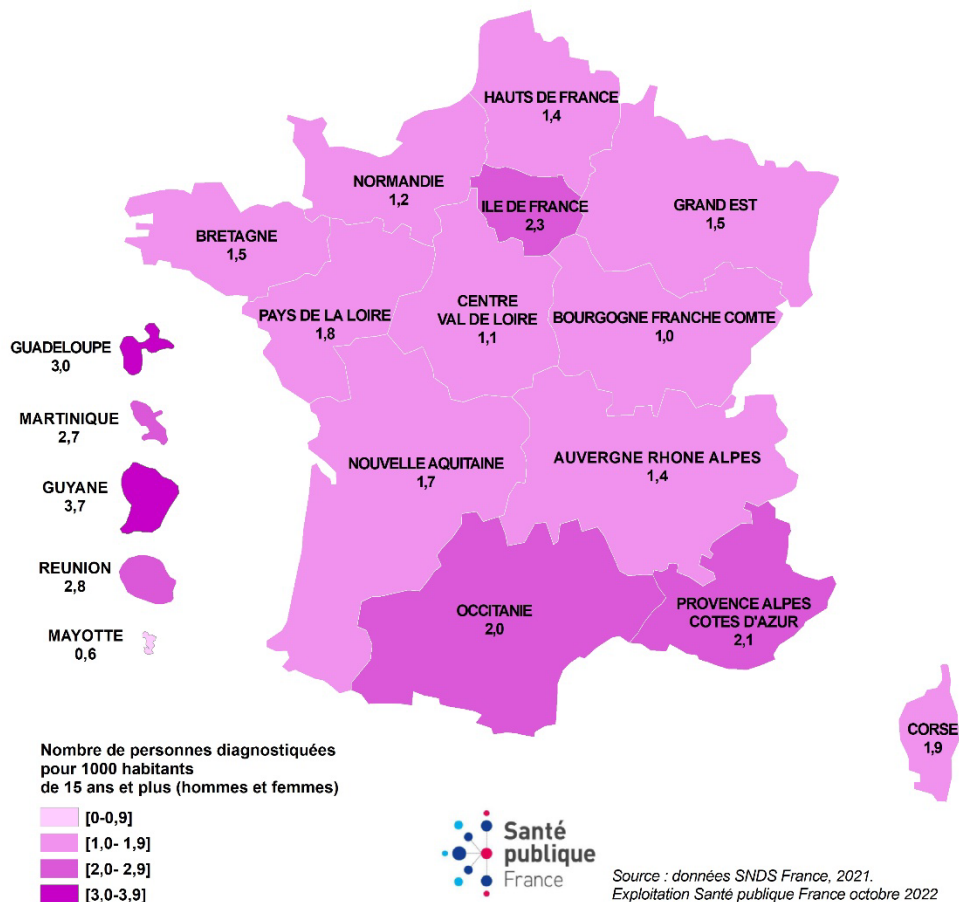 HAUTS DE FRANCE
1,4
NORMANDIE
1,2
ILE DE FRANCE
2,3
GRAND EST
1,5
BRETAGNE
1,5
PAYS DE LA LOIRE
1,8
CENTRE
VAL DE LOIRE
1,1
BOURGOGNE FRANCHE COMTE
1,0
GUADELOUPE
3,0
MARTINIQUE
2,7
GUYANE
3,7
REUNION
2,8
MAYOTTE
0,6
NOUVELLE AQUITAINE
1,7
AUVERGNE RHONE ALPES
1,4
OCCITANIE
2,0
PROVENCE ALPES
COTES D'AZUR
2,1
CORSE
1,9
Nombre de personnes diagnostiquées
pour 1000 habitants
de 15 ans et plus (hommes et femmes)
[0-0,9]
[1,0- 1,9]
[2,0- 2,9]
[3,0-3,9]
Santé
publique
France
Source : données SNDS France, 2021.
Exploitation Santé publique France octobre 2022